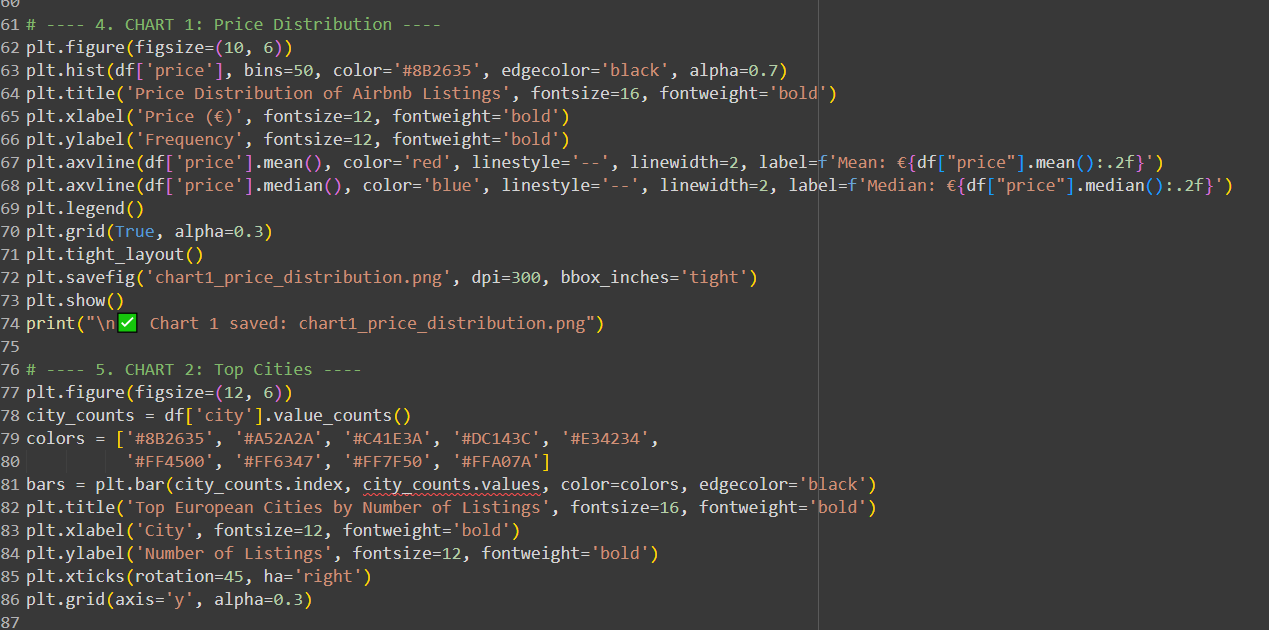 60
61 # ---- 4. CHART 1: Price Distribution ----
62 plt.figure(figsize=(10, 6))
63 plt.hist(df['price'], bins=50, color='#8B2635', edgecolor='black', alpha=0.7)
64 plt.title('Price Distribution of Airbnb Listings', fontsize=16, fontweight='bold')
65 plt.xlabel('Price (€)', fontsize=12, fontweight='bold')
66 plt.ylabel('Frequency', fontsize=12, fontweight='bold')
67 plt.axvline(df['price'].mean(), color='red', linestyle='--', linewidth=2, label=f'Mean: €{df["price"].mean():.2f}')
68 plt.axvline(df['price'].median(), color='blue', linestyle='--', linewidth=2, label=f'Median: €{df["price"].median():.2f}')
69 plt.legend()
70 plt.grid(True, alpha=0.3)
71 plt.tight_layout()
72 plt.savefig('chart1_price_distribution.png', dpi=300, bbox_inches='tight')
73 plt.show()
74 print("\n✅ Chart 1 saved: chart1_price_distribution.png")
75
76 # ---- 5. CHART 2: Top Cities ----
77 plt.figure(figsize=(12, 6))
78 city_counts = df['city'].value_counts()
79 colors = ['#8B2635', '#A52A2A', '#C41E3A', '#DC143C', '#E34234',
80           '#FF4500', '#FF6347', '#FF7F50', '#FFA07A']
81 bars = plt.bar(city_counts.index, city_counts.values, color=colors, edgecolor='black')
82 plt.title('Top European Cities by Number of Listings', fontsize=16, fontweight='bold')
83 plt.xlabel('City', fontsize=12, fontweight='bold')
84 plt.ylabel('Number of Listings', fontsize=12, fontweight='bold')
85 plt.xticks(rotation=45, ha='right')
86 plt.grid(axis='y', alpha=0.3)
87